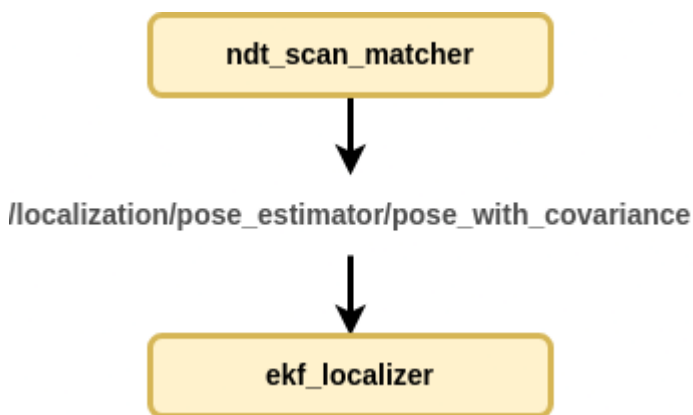 ndt_scan_matcher
/localization/pose_estimator/pose_with_covariance
ekf_localizer